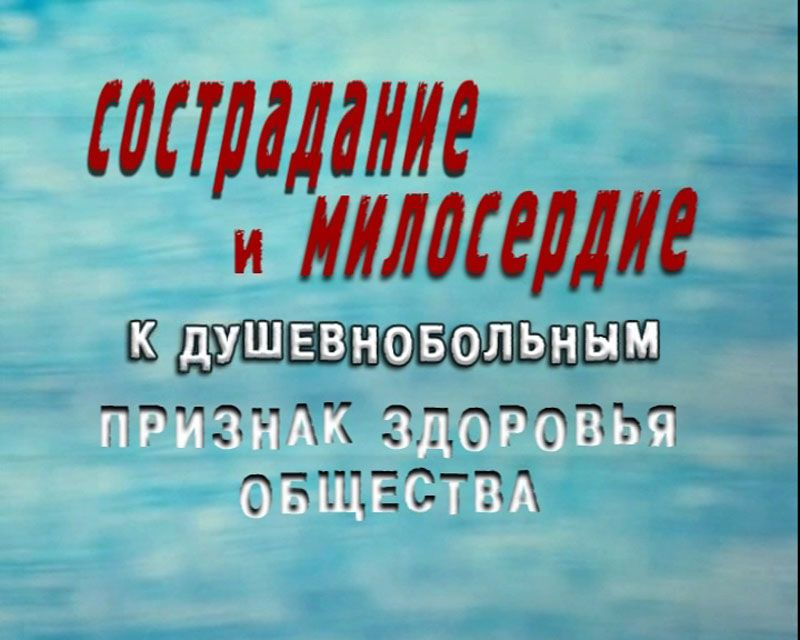 сострадание
и милосердие
к душевнобольным
признак здоровья
общества